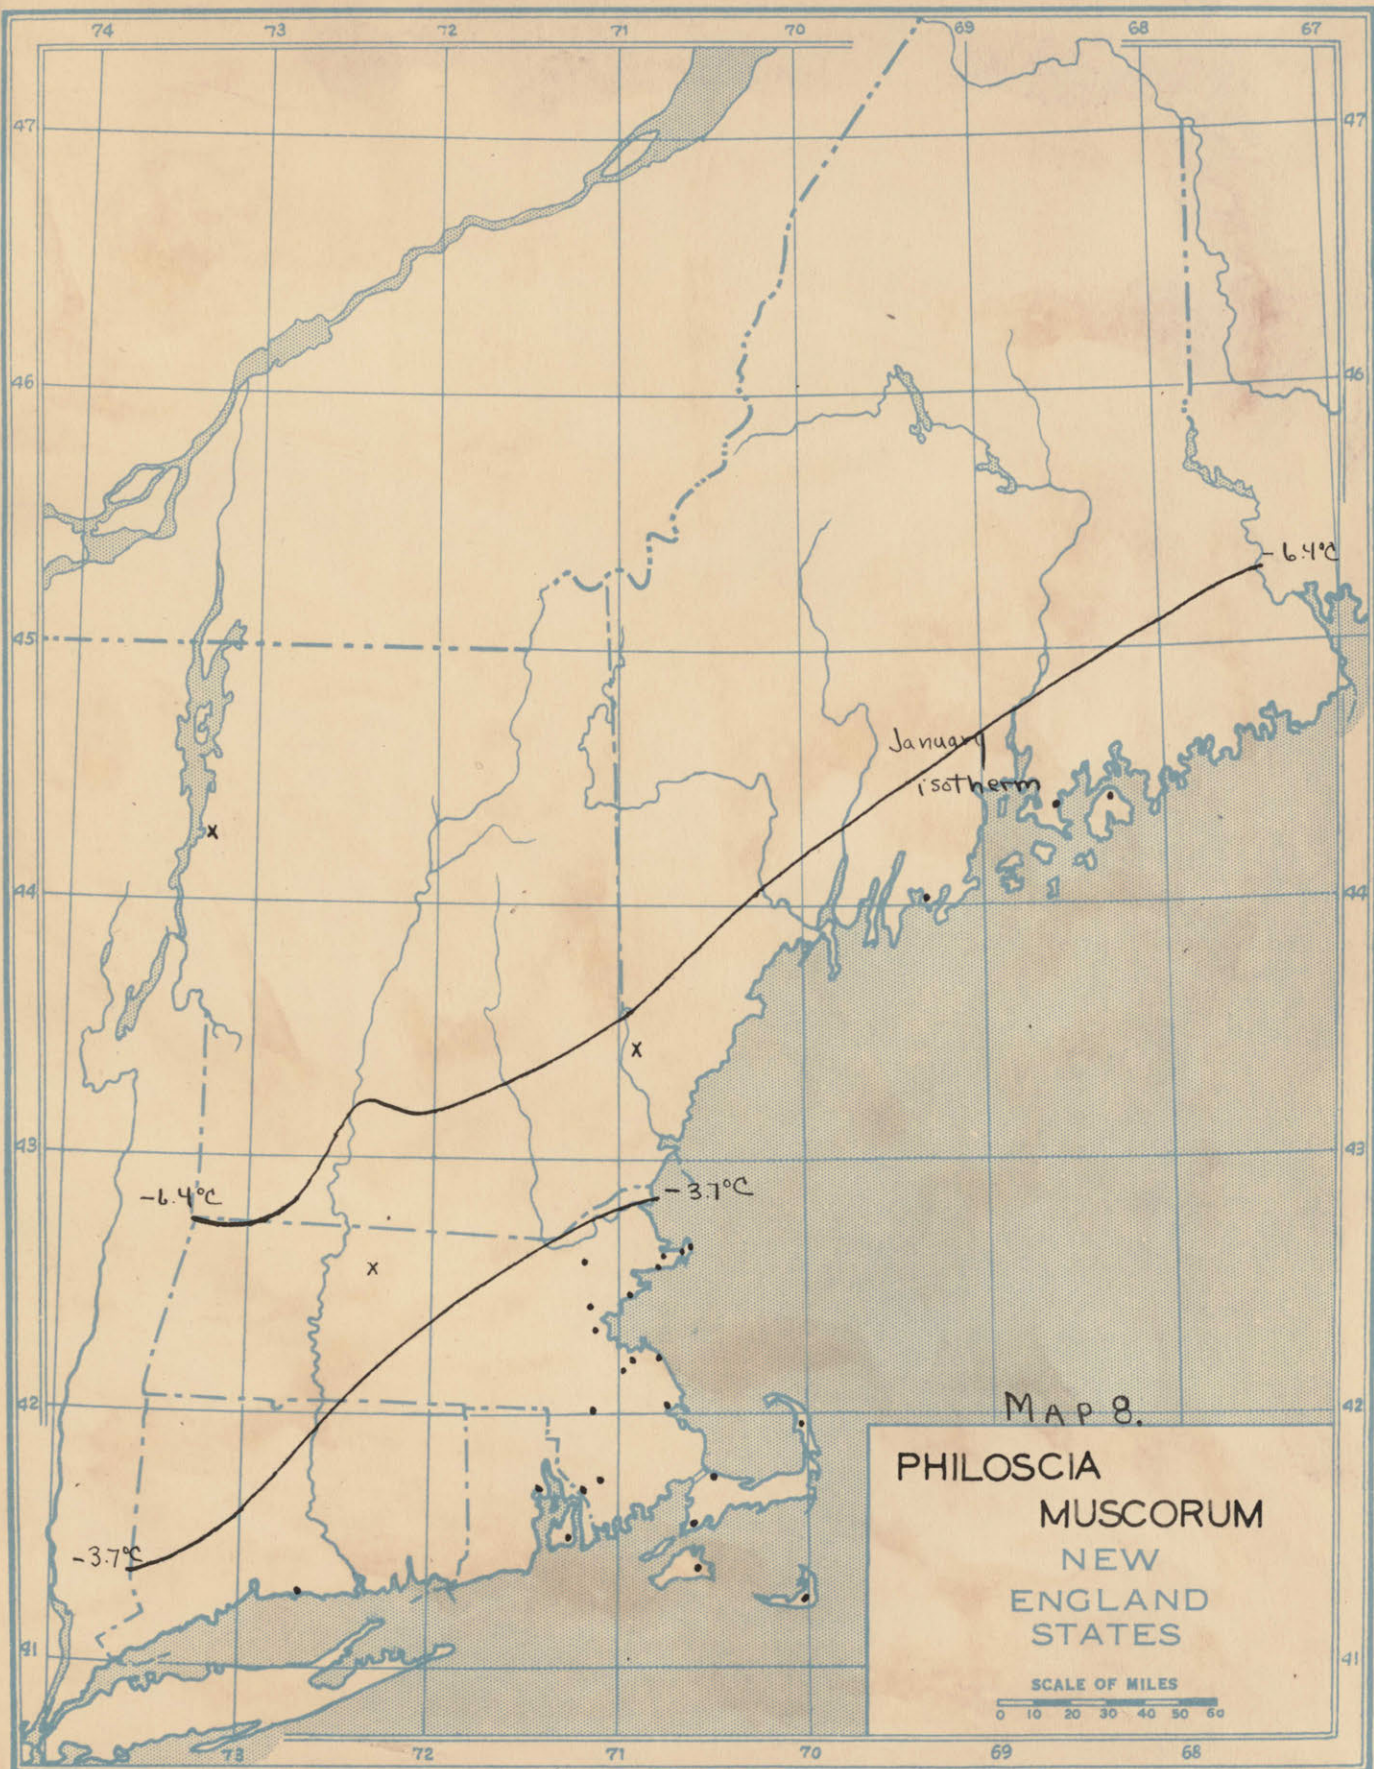 74 73 72 71 70 69 68 67
47 47
46 46
-6.4°C
45
January
isotherm
x
44 44
x
43 43
-6.4°C
-3.7°C
x
42 42
MAP 8.
PHILOSCIA
MUSCORUM
NEW
ENGLAND
STATES
-3.7°C
41 41
SCALE OF MILES
0 10 20 30 40 50 60
73 72 71 70 69 68